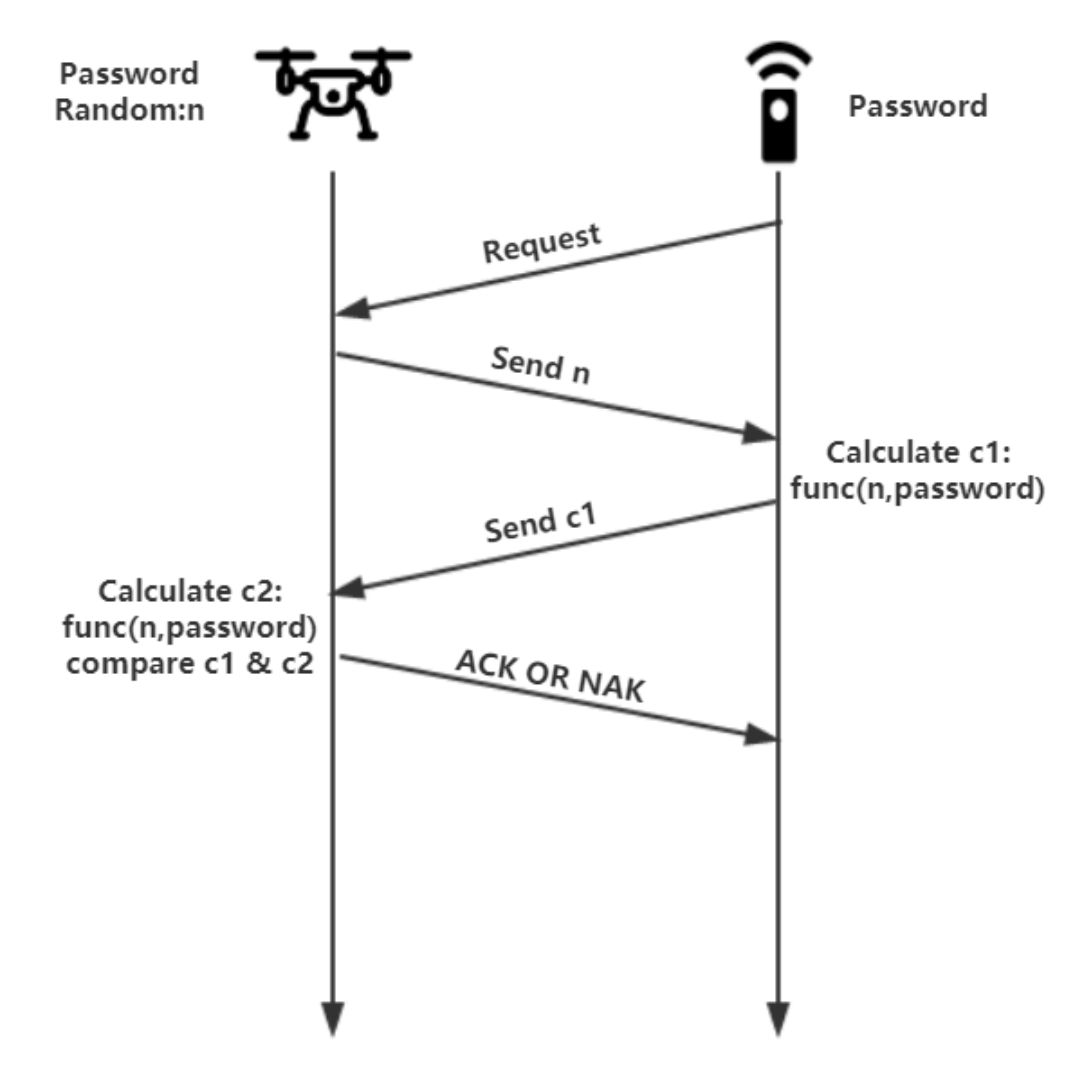 Password
Random:n
Password
Request
Send n
Calculate c1:
func(n,password)
Send c1
Calculate c2:
func(n,password)
compare c1 & c2
ACK OR NAK